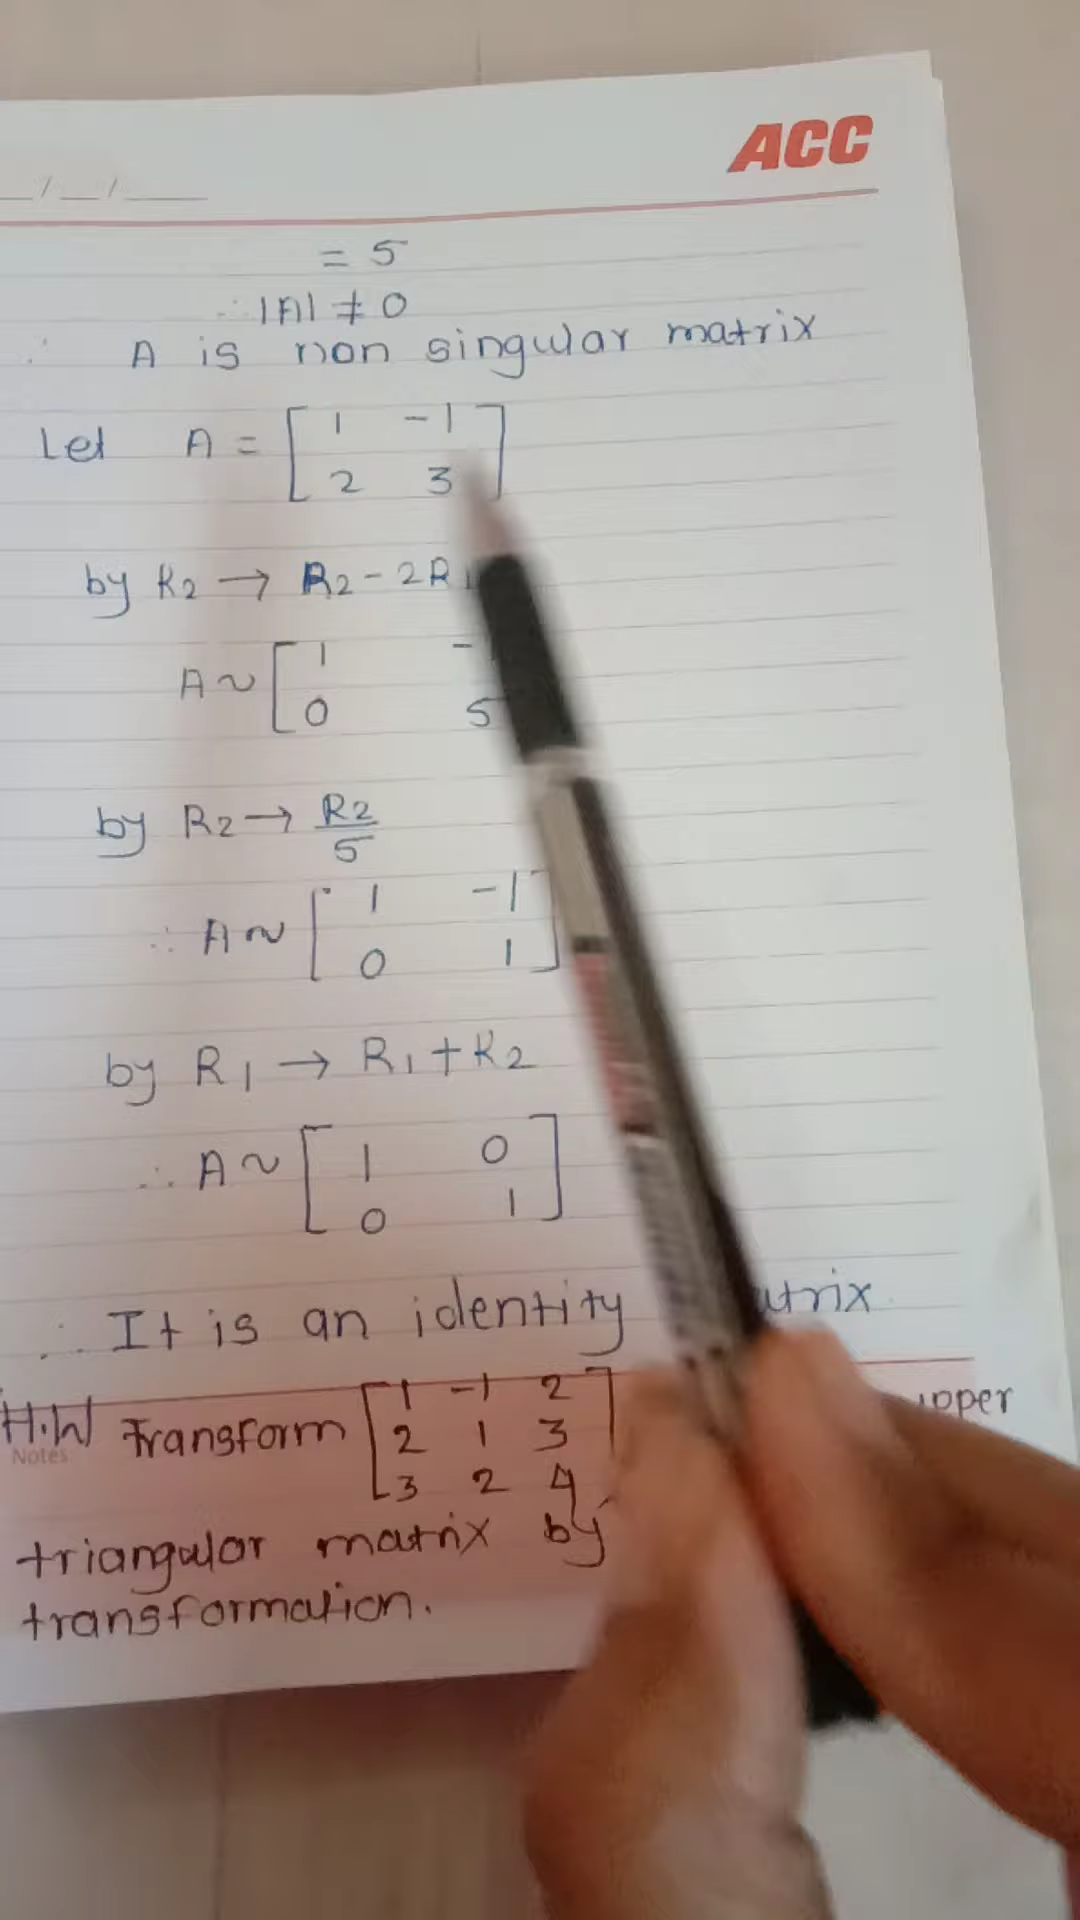 ACC
__/__/____
= 5
∴ |A| ≠ 0
∴ A is non singular matrix
Let A = [ 1 -1
2 3 ]
by R2 → R2 - 2R1
A ~ [ 1 -
0 5
by R2 → R2/5
∴ A ~ [ 1 -1
0 1 ]
by R1 → R1 + R2
∴ A ~ [ 1 0
0 1 ]
∴ It is an identity
H.W Transform [ 1 -1 2
2 1 3
3 2 4 ] upper
Notes
triangular matrix by
transformation.